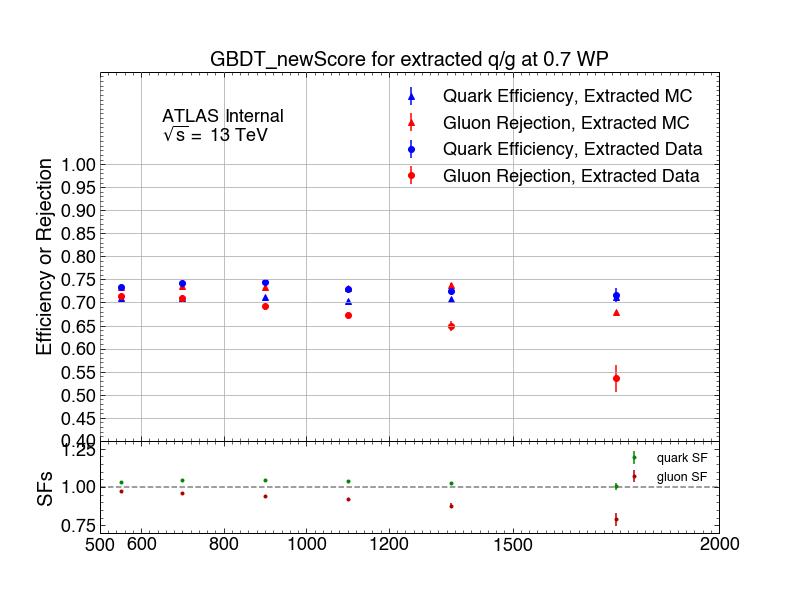 GBDT_newScore for extracted q/g at 0.7 WP
ATLAS Internal
√s = 13 TeV
Quark Efficiency, Extracted MC
Gluon Rejection, Extracted MC
Quark Efficiency, Extracted Data
Gluon Rejection, Extracted Data
Efficiency or Rejection
1.00
0.95
0.90
0.85
0.80
0.75
0.70
0.65
0.60
0.55
0.50
0.45
0.40
SFs
1.25
1.00
0.75
quark SF
gluon SF
500 600 800 1000 1200 1500 2000